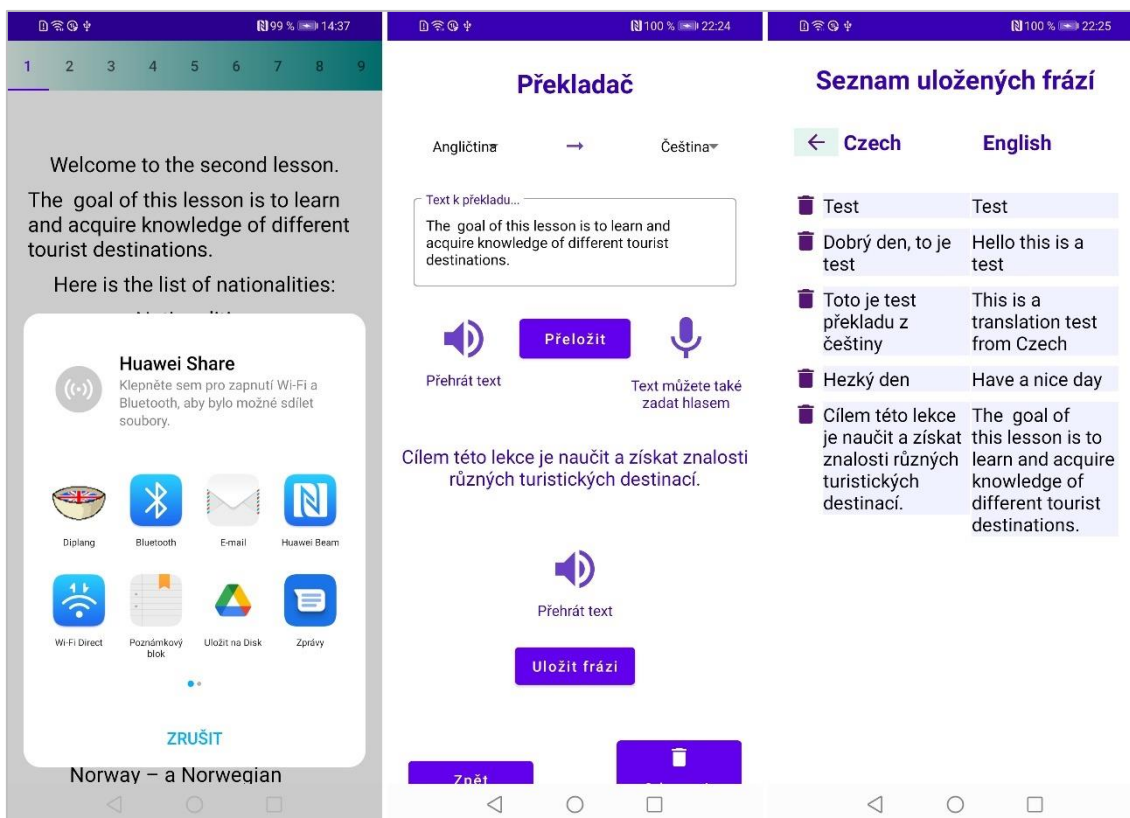 99 % 14:37
1 2 3 4 5 6 7 8 9
Welcome to the second lesson.
The goal of this lesson is to learn
and acquire knowledge of different
tourist destinations.
Here is the list of nationalities:
Huawei Share
Klepněte sem pro zapnutí Wi-Fi a
Bluetooth, aby bylo možné sdílet
soubory.
Diplang Bluetooth E-mail Huawei Beam
Wi-Fi Direct Poznámkový Uložit na Disk Zprávy
blok
ZRUŠIT
Norway – a Norwegian
100 % 22:24
Překladač
Angličtina → Čeština
Text k překladu...
The goal of this lesson is to learn and
acquire knowledge of different tourist
destinations.
Přeložit
Přehrát text
Text můžete také
zadat hlasem
Cílem této lekce je naučit a získat znalosti
různých turistických destinací.
Přehrát text
Uložit frázi
Zpět
100 % 22:25
Seznam uložených frází
← Czech English
Test Test
Dobrý den, to je Hello this is a
test test
Toto je test This is a
překladu z translation test
češtiny from Czech
Hezký den Have a nice day
Cílem této lekce The goal of
je naučit a získat this lesson is to
znalosti různých learn and acquire
turistických knowledge of
destinací. different tourist
destinations.